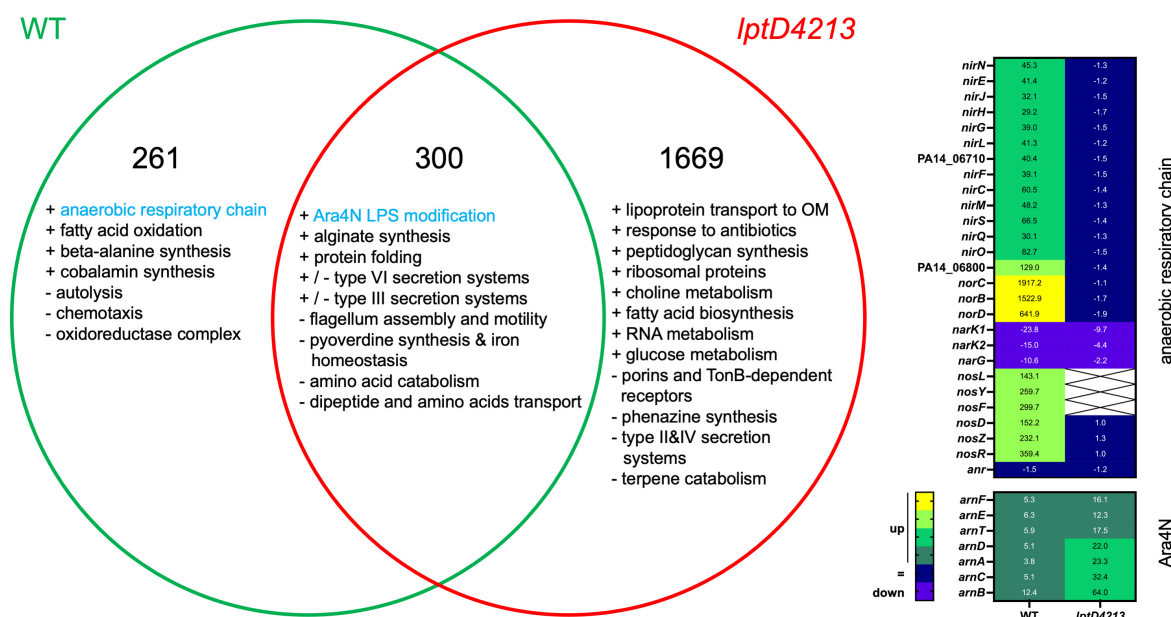 WT
lptD4213
261
300
1669
+ anaerobic respiratory chain
+ fatty acid oxidation
+ beta-alanine synthesis
+ cobalamin synthesis
- autolysis
- chemotaxis
- oxidoreductase complex
+ Ara4N LPS modification
+ alginate synthesis
+ protein folding
+ / - type VI secretion systems
+ / - type III secretion systems
- flagellum assembly and motility
- pyoverdine synthesis & iron
homeostasis
- amino acid catabolism
- dipeptide and amino acids transport
+ lipoprotein transport to OM
+ response to antibiotics
+ peptidoglycan synthesis
+ ribosomal proteins
+ choline metabolism
+ fatty acid biosynthesis
+ RNA metabolism
+ glucose metabolism
- porins and TonB-dependent
receptors
- phenazine synthesis
- type II&IV secretion
systems
- terpene catabolism
nirN 45.3 -1.3
nirE 41.4 -1.2
nirJ 32.1 -1.5
nirH 29.2 -1.7
nirG 39.0 -1.5
nirL 41.3 -1.2
PA14_06710 40.4 -1.5
nirF 39.1 -1.5
nirC 60.5 -1.4
nirM 48.2 -1.3
nirS 66.5 -1.4
nirQ 30.1 -1.3
nirO 82.7 -1.5
PA14_06800 129.0 -1.4
norC 1917.2 -1.1
norB 1522.9 -1.7
norD 641.9 -1.9
narK1 -23.8 -9.7
narK2 -15.0 -4.4
narG -10.6 -2.2
nosL 143.1
nosY 259.7
nosF 299.7
nosD 152.2 1.0
nosZ 232.1 1.3
nosR 359.4 1.0
anr -1.5 -1.2
anaerobic respiratory chain
arnF 5.3 16.1
arnE 6.3 12.3
arnT 5.9 17.5
arnD 5.1 22.0
arnA 3.8 23.3
arnC 5.1 32.4
arnB 12.4 64.0
Ara4N
up
=
down
WT lptD4213